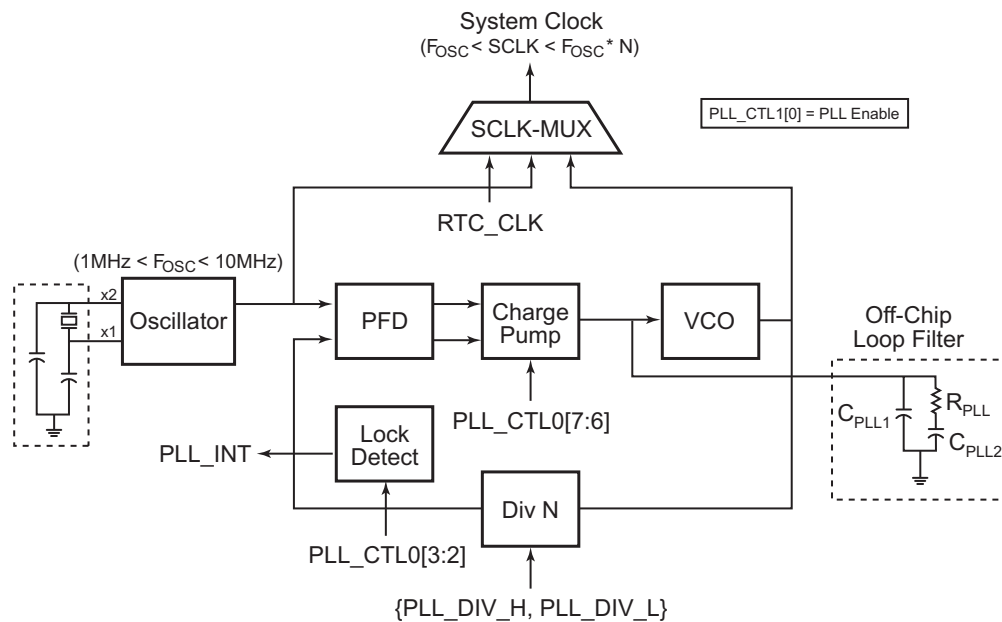 System Clock
(FOSC < SCLK < FOSC * N)
SCLK-MUX
PLL_CTL1[0] = PLL Enable
RTC_CLK
(1MHz < FOSC < 10MHz)
x2
x1
Oscillator
PFD
Charge
Pump
VCO
Off-Chip
Loop Filter
CPLL1
RPLL
CPLL2
PLL_CTL0[7:6]
Lock
Detect
PLL_INT
Div N
PLL_CTL0[3:2]
{PLL_DIV_H, PLL_DIV_L}